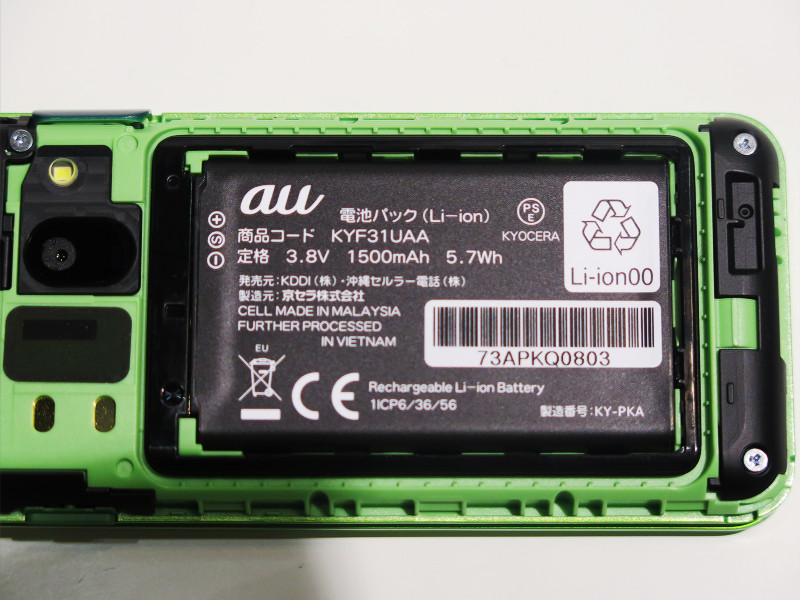 au
電池パック(Li-ion)
PS
E
KYOCERA
商品コード KYF31UAA
定格 3.8V 1500mAh 5.7Wh
発売元:KDDI(株)・沖縄セルラー電話(株)
製造元:京セラ株式会社
CELL MADE IN MALAYSIA
FURTHER PROCESSED
IN VIETNAM
Li-ion00
73APKQ0803
EU
CE
Rechargeable Li-ion Battery
1ICP6/36/56
製造番号:KY-PKA